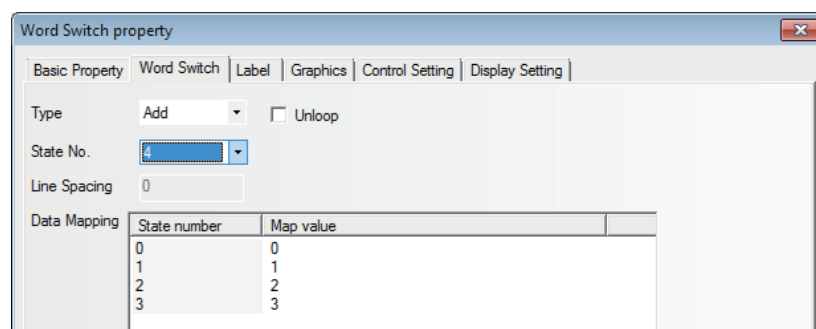 Word Switch property
Basic Property Word Switch Label Graphics Control Setting Display Setting
Type Add Unloop
State No. 4
Line Spacing 0
Data Mapping State number Map value
0 0
1 1
2 2
3 3